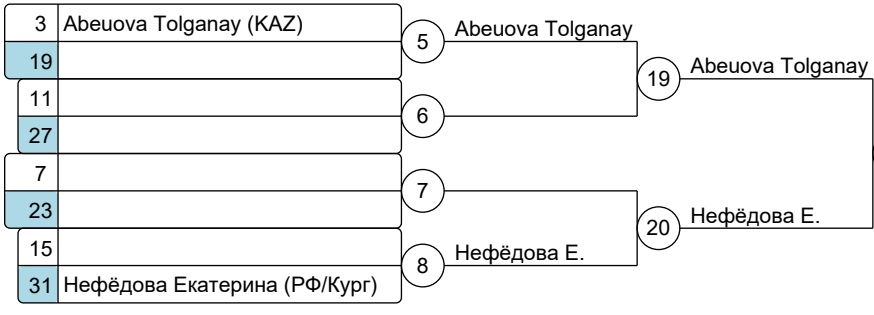 3 Abeuova Tolganay (KAZ)
5 Abeuova Tolganay
19
19 Abeuova Tolganay
11
6
27
7
7
23
20 Нефёдова Е.
15
8 Нефёдова Е.
31 Нефёдова Екатерина (РФ/Кург)